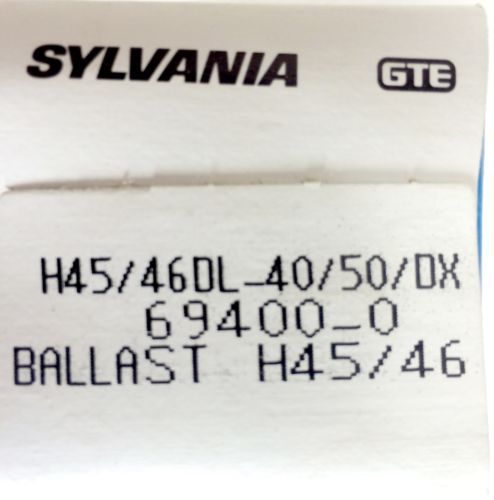 SYLVANIA GTE
H45/46DL-40/50/DX
69400-0
BALLAST H45/46